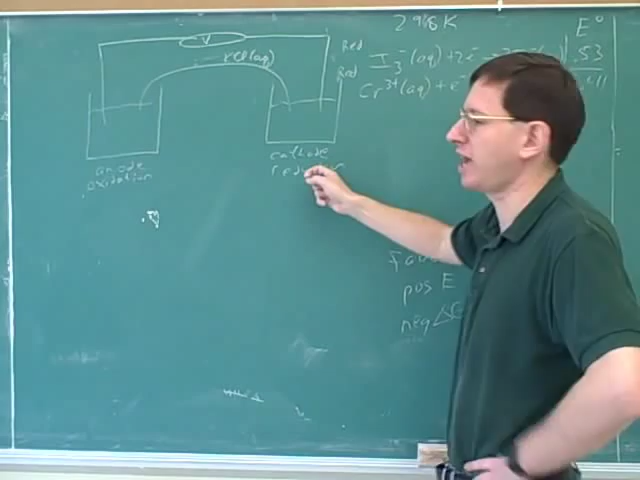 298 K
E°
V
Red
I₃⁻(aq) + 2e⁻
.53
KCl(aq)
Red
Cr³⁺(aq) + e⁻
anode
oxidation
cathode
pos E
neg ΔG